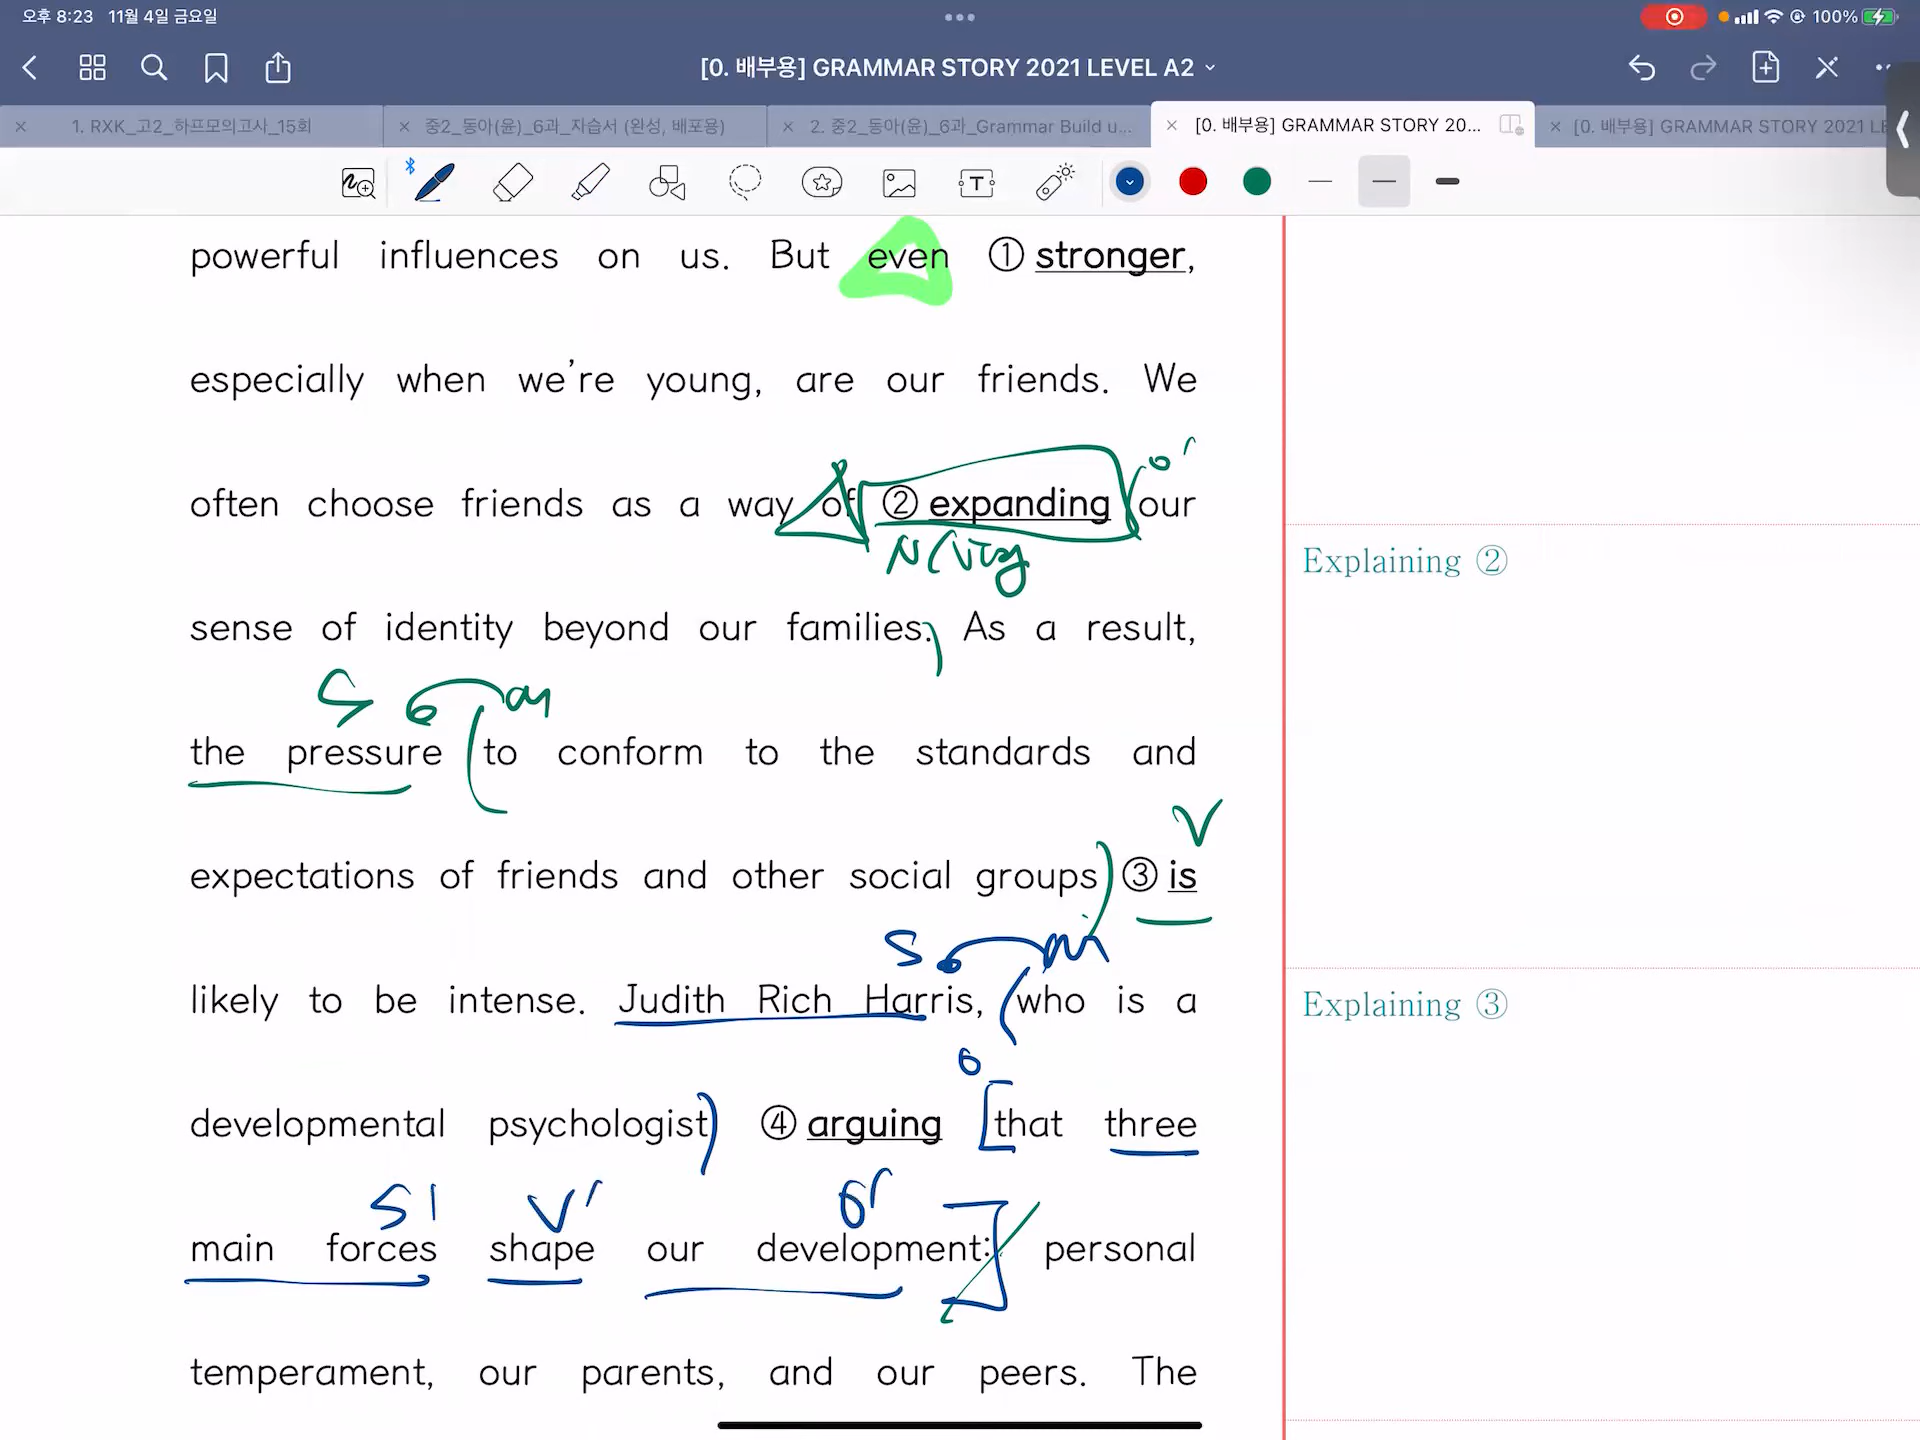 오후 8:23 11월 4일 금요일
100%
[0. 배부용] GRAMMAR STORY 2021 LEVEL A2
1. RXK_고2_하프모의고사_15회
중2_동아(윤)_6과_자습서 (완성, 배포용)
2. 중2_동아(윤)_6과_Grammar Build u...
[0. 배부용] GRAMMAR STORY 20...
[0. 배부용] GRAMMAR STORY 2021 LE
powerful influences on us. But even ① stronger,
especially when we're young, are our friends. We
o'
often choose friends as a way of ② expanding our
N(Ving
Explaining ②
sense of identity beyond our families. As a result,
S
the pressure to conform to the standards and
V
expectations of friends and other social groups ③ is
S m
likely to be intense. Judith Rich Harris, who is a
Explaining ③
o
developmental psychologist ④ arguing that three
S' V' O'
main forces shape our development: personal
temperament, our parents, and our peers. The